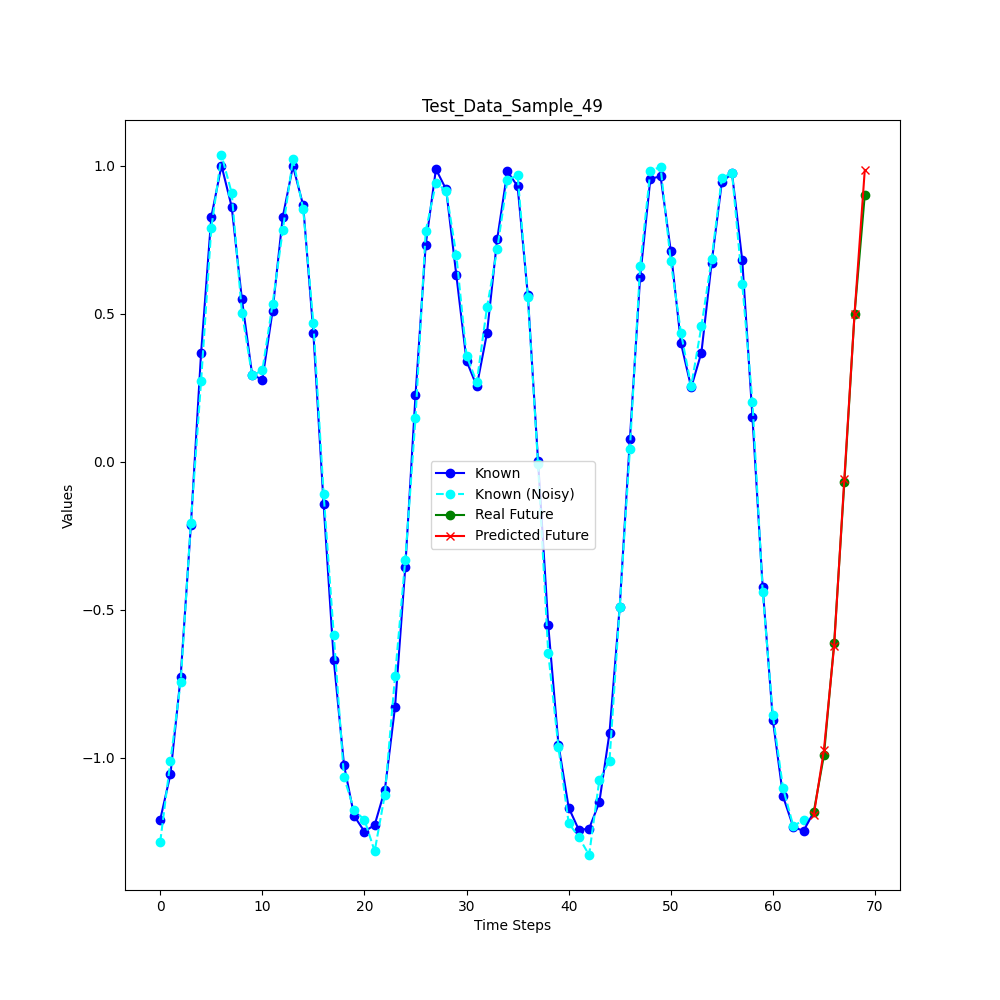 Test_Data_Sample_49
1.0
0.5
0.0
−0.5
−1.0
Values
Known
Known (Noisy)
Real Future
Predicted Future
0 10 20 30 40 50 60 70
Time Steps